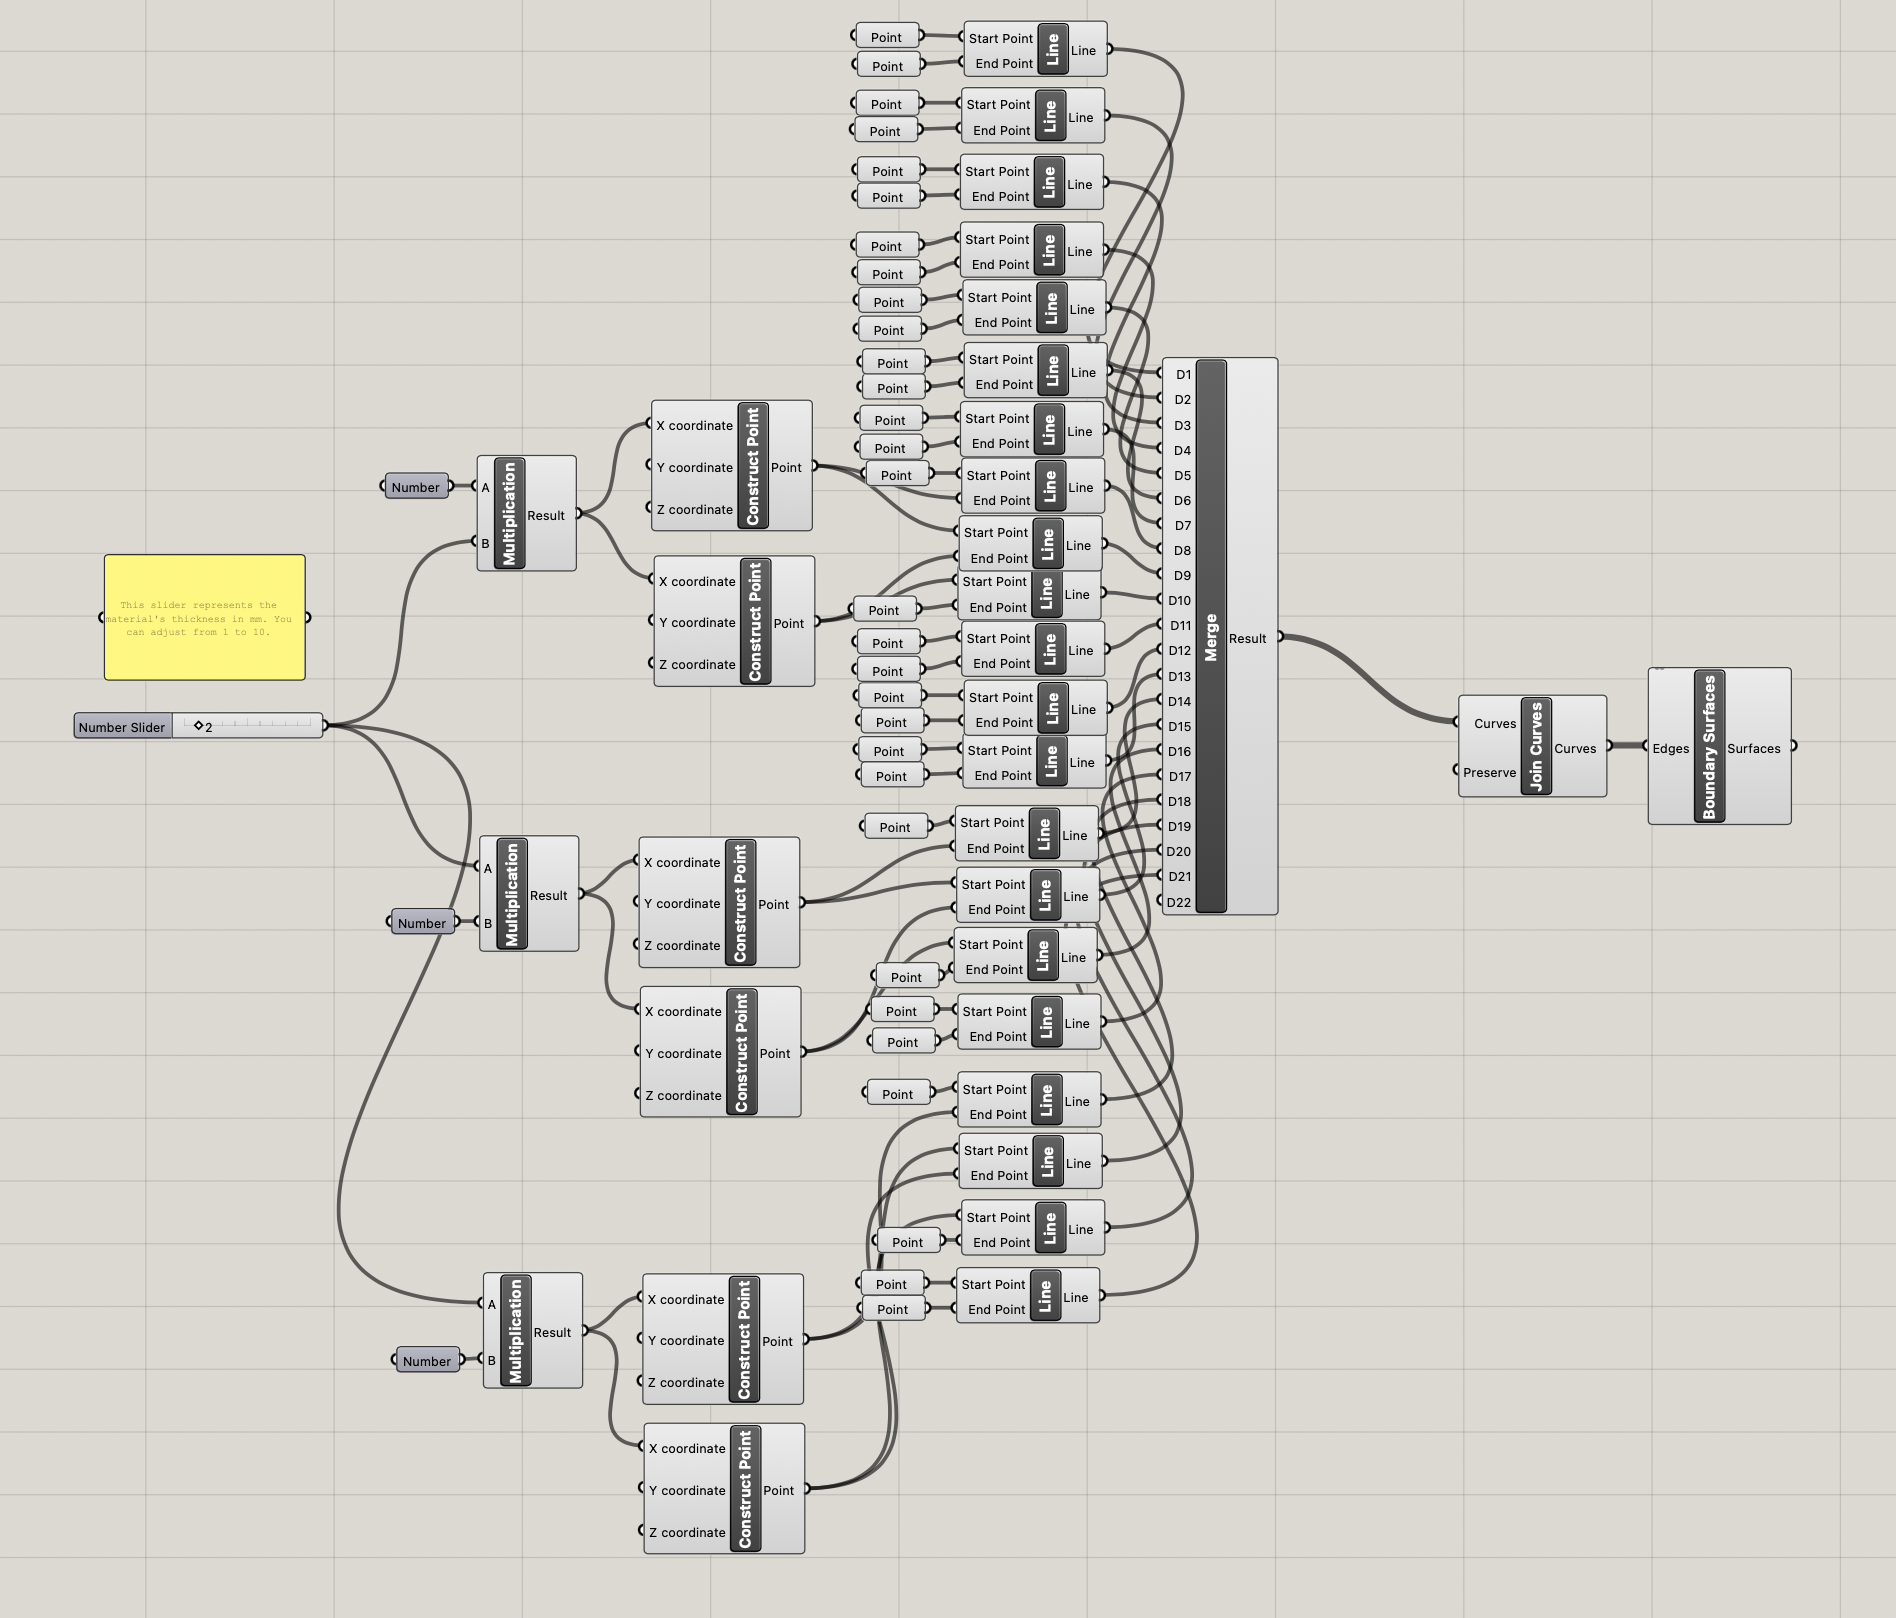 Point
Start Point
Line
Line
Point
End Point
Point
Start Point
Line
Line
Point
End Point
Point
Start Point
Line
Line
Point
End Point
Point
Start Point
Line
Line
Point
End Point
Point
Start Point
Line
Line
Point
End Point
Point
Start Point
Line
Line
Point
End Point
Point
Start Point
Line
Line
Point
End Point
Point
Start Point
Line
Line
End Point
Start Point
Line
Line
End Point
Start Point
Line
Line
Point
End Point
Point
Start Point
Line
Line
Point
End Point
Point
Start Point
Line
Line
Point
End Point
Point
Start Point
Line
Line
Point
End Point
Point
Start Point
Line
Line
End Point
Start Point
Line
Line
End Point
Start Point
Line
Line
Point
End Point
Point
Start Point
Line
Line
Point
End Point
Point
Start Point
Line
Line
End Point
Start Point
Line
Line
End Point
Start Point
Line
Line
Point
End Point
Point
Start Point
Line
Line
Point
End Point
Number
A
B
Multiplication
Result
X coordinate
Y coordinate
Z coordinate
Construct Point
Point
X coordinate
Y coordinate
Z coordinate
Construct Point
Point
This slider represents the
material's thickness in mm. You
can adjust from 1 to 10.
Number Slider
2
A
B
Number
Multiplication
Result
X coordinate
Y coordinate
Z coordinate
Construct Point
Point
X coordinate
Y coordinate
Z coordinate
Construct Point
Point
A
B
Number
Multiplication
Result
X coordinate
Y coordinate
Z coordinate
Construct Point
Point
X coordinate
Y coordinate
Z coordinate
Construct Point
Point
D1
D2
D3
D4
D5
D6
D7
D8
D9
D10
D11
D12
D13
D14
D15
D16
D17
D18
D19
D20
D21
D22
Merge
Result
Curves
Preserve
Join Curves
Curves
Edges
Boundary Surfaces
Surfaces